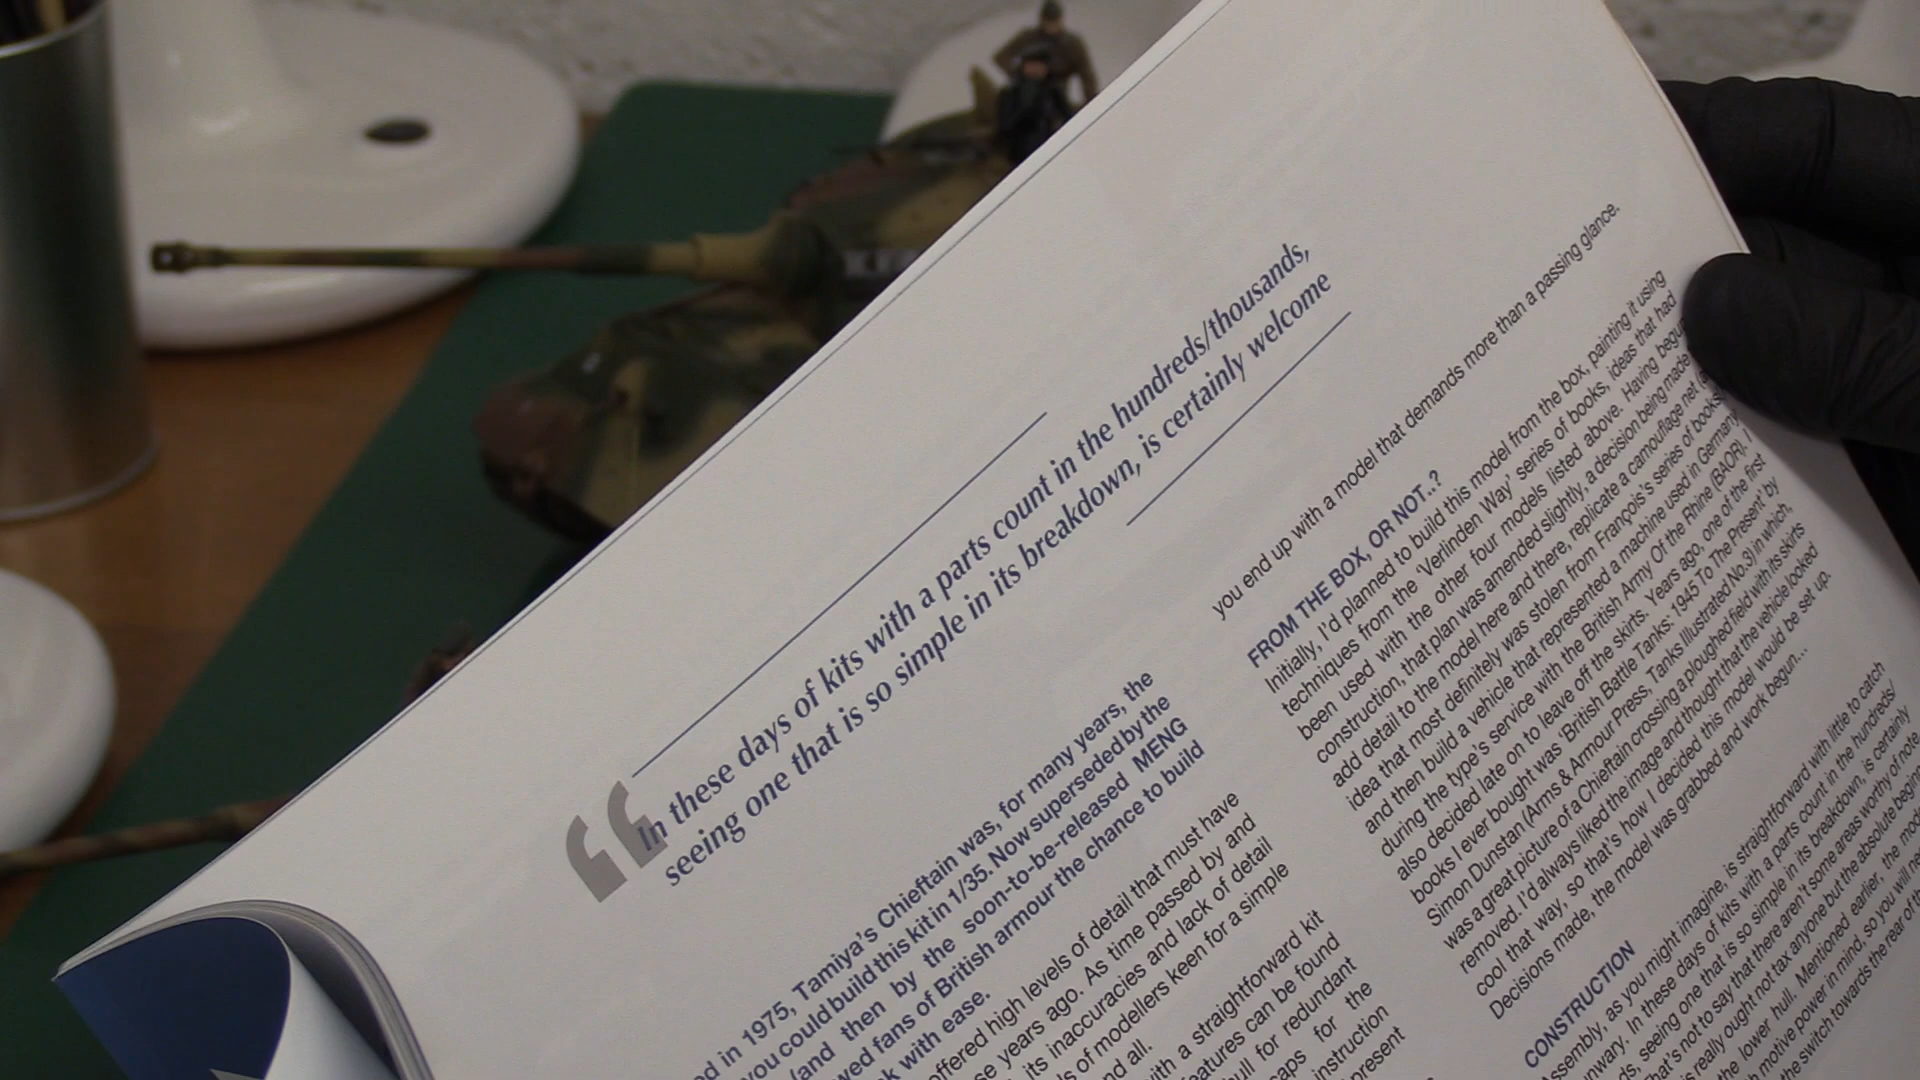 In these days of kits with a parts count in the hundreds/thousands,
seeing one that is so simple in its breakdown, is certainly welcome
ed in 1975, Tamiya's Chieftain was, for many years, the
you could build this kit in 1/35. Now superseded by the
/and then by the soon-to-be-released MENG
wed fans of British armour the chance to build
k with ease.
offered high levels of detail that must have
se years ago. As time passed by and
its inaccuracies and lack of detail
ls of modellers keen for a simple
nd all.
with a straightforward kit
features can be found
hull for redundant
caps for the
instruction
present
you end up with a model that demands more than a passing glance.
FROM THE BOX, OR NOT..?
Initially, I'd planned to build this model from the box, painting it using
techniques from the 'Verlinden Way' series of books, ideas that had
been used with the other four models listed above. Having begu
construction, that plan was amended slightly, a decision being made
add detail to the model here and there, replicate a camouflage net (
idea that most definitely was stolen from François's series of books
and then build a vehicle that represented a machine used in Germany
during the type's service with the British Army Of the Rhine (BAOR). I
also decided late on to leave off the skirts. Years ago, one of the first
books I ever bought was 'British Battle Tanks: 1945 To The Present' by
Simon Dunstan (Arms & Armour Press, Tanks Illustrated No.3) in which,
was a great picture of a Chieftain crossing a ploughed field with its skirts
removed. I'd always liked the image and thought that the vehicle looked
cool that way, so that's how I decided this model would be set up.
Decisions made, the model was grabbed and work begun...
CONSTRUCTION
Assembly, as you might imagine, is straightforward with little to catch
unwary. In these days of kits with a parts count in the hundreds/
ds, seeing one that is so simple in its breakdown, is certainly
That's not to say that there aren't some areas worthy of note
is really ought not tax anyone but the absolute begin
the lower hull. Mentioned earlier, the mod
h motive power in mind, so you will ne
the switch towards the rear of t